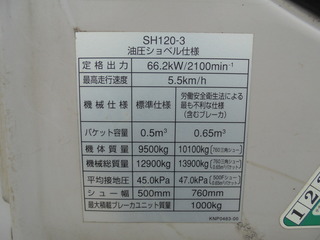 SH120-3
油圧ショベル仕様
定格出力 66.2kW/2100min⁻¹
最高走行速度 5.5km/h
機械仕様 標準仕様 労働安全衛生法による
最も不利な仕様
(含むブレーカ)
バケット容量 0.5m³ 0.65m³
機体質量 9500kg 10100kg
機械総質量 12900kg 13900kg
平均接地圧 45.0kPa 47.0kPa
シュー幅 500mm 760mm
最大積載ブレーカユニット質量 1000kg
1
2